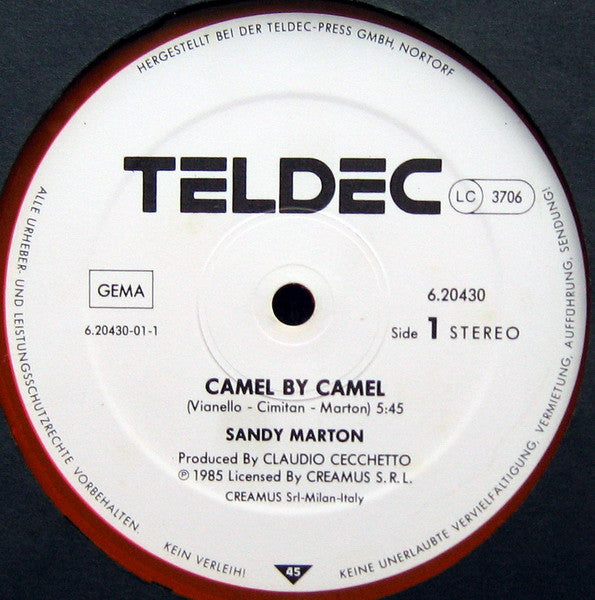 HERGESTELLT BEI DER TELDEC-PRESS GMBH, NORTORF
TELDEC
LC 3706
GEMA
6.20430
6.20430-01-1
Side 1 STEREO
CAMEL BY CAMEL
(Vianello - Cimitan - Marton) 5:45
SANDY MARTON
Produced By CLAUDIO CECCHETTO
℗ 1985 Licensed By CREAMUS S.R.L.
CREAMUS Srl-Milan-Italy
ALLE URHEBER- UND LEISTUNGSSCHUTZRECHTE VORBEHALTEN.
KEIN VERLEIH!
45
KEINE UNERLAUBTE VERVIELFÄLTIGUNG, VERMIETUNG, AUFFÜHRUNG, SENDUNG!